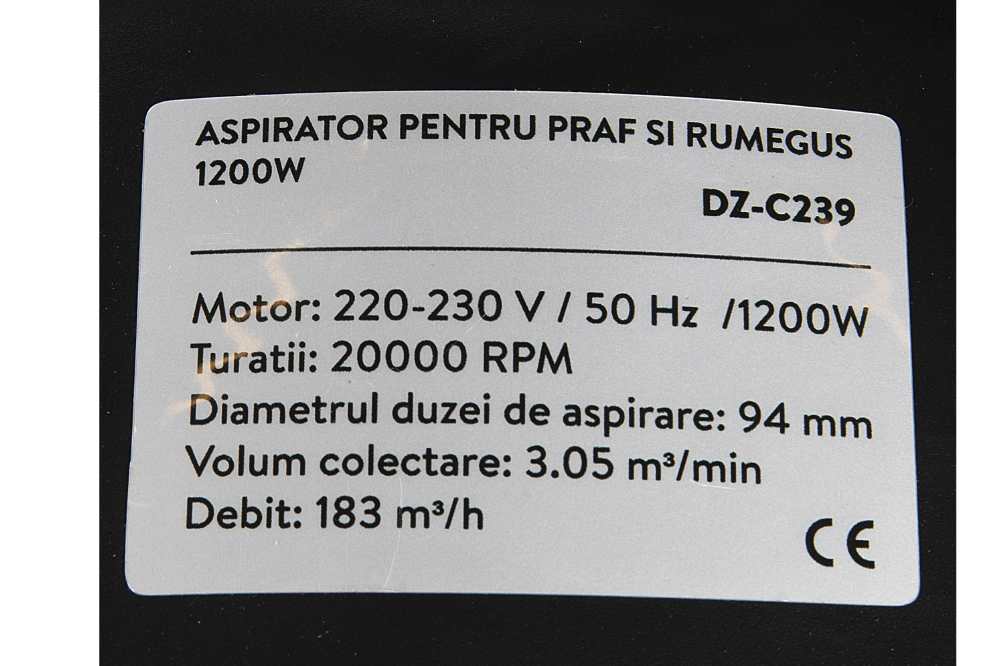 ASPIRATOR PENTRU PRAF SI RUMEGUS
1200W
DZ-C239
Motor: 220-230 V / 50 Hz /1200W
Turatii: 20000 RPM
Diametrul duzei de aspirare: 94 mm
Volum colectare: 3.05 m³/min
Debit: 183 m³/h
CE